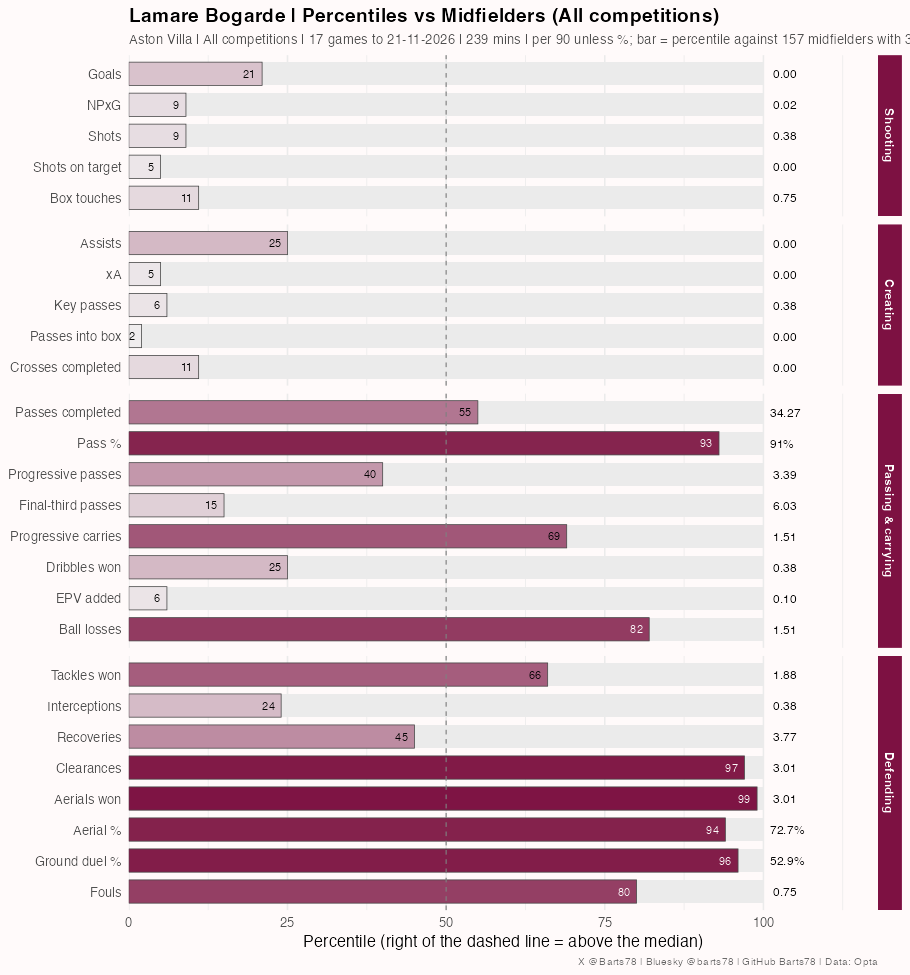 Lamare Bogarde | Percentiles vs Midfielders (All competitions)
Aston Villa | All competitions | 17 games to 21-11-2026 | 239 mins | per 90 unless %; bar = percentile against 157 midfielders with 3
Goals 21 0.00
NPxG 9 0.02
Shots 9 0.38
Shots on target 5 0.00
Box touches 11 0.75
Shooting
Assists 25 0.00
xA 5 0.00
Key passes 6 0.38
Passes into box 2 0.00
Crosses completed 11 0.00
Creating
Passes completed 55 34.27
Pass % 93 91%
Progressive passes 40 3.39
Final-third passes 15 6.03
Progressive carries 69 1.51
Dribbles won 25 0.38
EPV added 6 0.10
Ball losses 82 1.51
Passing & carrying
Tackles won 66 1.88
Interceptions 24 0.38
Recoveries 45 3.77
Clearances 97 3.01
Aerials won 99 3.01
Aerial % 94 72.7%
Ground duel % 96 52.9%
Fouls 80 0.75
Defending
0 25 50 75 100
Percentile (right of the dashed line = above the median)
X @Barts78 | Bluesky @barts78 | GitHub Barts78 | Data: Opta